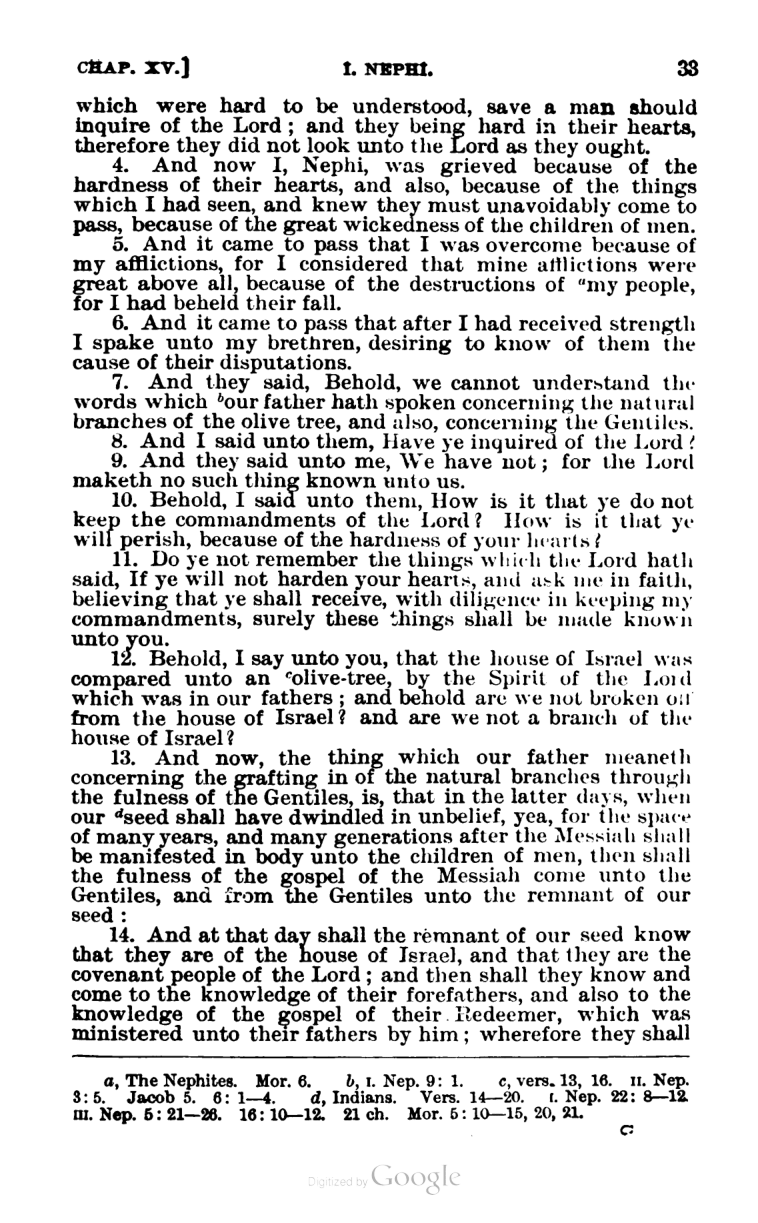 CHAP. XV.] I. NEPHI. 33
which were hard to be understood, save a man should
inquire of the Lord ; and they being hard in their hearts,
therefore they did not look unto the Lord as they ought.
4. And now I, Nephi, was grieved because of the
hardness of their hearts, and also, because of the things
which I had seen, and knew they must unavoidably come to
pass, because of the great wickedness of the children of men.
5. And it came to pass that I was overcome because of
my afflictions, for I considered that mine afflictions were
great above all, because of the destructions of ᵃmy people,
for I had beheld their fall.
6. And it came to pass that after I had received strength
I spake unto my brethren, desiring to know of them the
cause of their disputations.
7. And they said, Behold, we cannot understand the
words which ᵇour father hath spoken concerning the natural
branches of the olive tree, and also, concerning the Gentiles.
8. And I said unto them, Have ye inquired of the Lord ?
9. And they said unto me, We have not ; for the Lord
maketh no such thing known unto us.
10. Behold, I said unto them, How is it that ye do not
keep the commandments of the Lord ? How is it that ye
will perish, because of the hardness of your hearts ?
11. Do ye not remember the things which the Lord hath
said, If ye will not harden your hearts, and ask me in faith,
believing that ye shall receive, with diligence in keeping my
commandments, surely these things shall be made known
unto you.
12. Behold, I say unto you, that the house of Israel was
compared unto an ᶜolive-tree, by the Spirit of the Lord
which was in our fathers ; and behold are we not broken off
from the house of Israel ? and are we not a branch of the
house of Israel ?
13. And now, the thing which our father meaneth
concerning the grafting in of the natural branches through
the fulness of the Gentiles, is, that in the latter days, when
our ᵈseed shall have dwindled in unbelief, yea, for the space
of many years, and many generations after the Messiah shall
be manifested in body unto the children of men, then shall
the fulness of the gospel of the Messiah come unto the
Gentiles, and from the Gentiles unto the remnant of our
seed :
14. And at that day shall the remnant of our seed know
that they are of the house of Israel, and that they are the
covenant people of the Lord ; and then shall they know and
come to the knowledge of their forefathers, and also to the
knowledge of the gospel of their Redeemer, which was
ministered unto their fathers by him ; wherefore they shall
a, The Nephites. Mor. 6. b, I. Nep. 9: 1. c, vers. 13, 16. II. Nep.
3: 5. Jacob 5. 6: 1—4. d, Indians. Vers. 14—20. I. Nep. 22: 8—12
III. Nep. 5: 21—26. 16: 10—12. 21 ch. Mor. 5: 10—15, 20, 21.
C
Digitized by Google